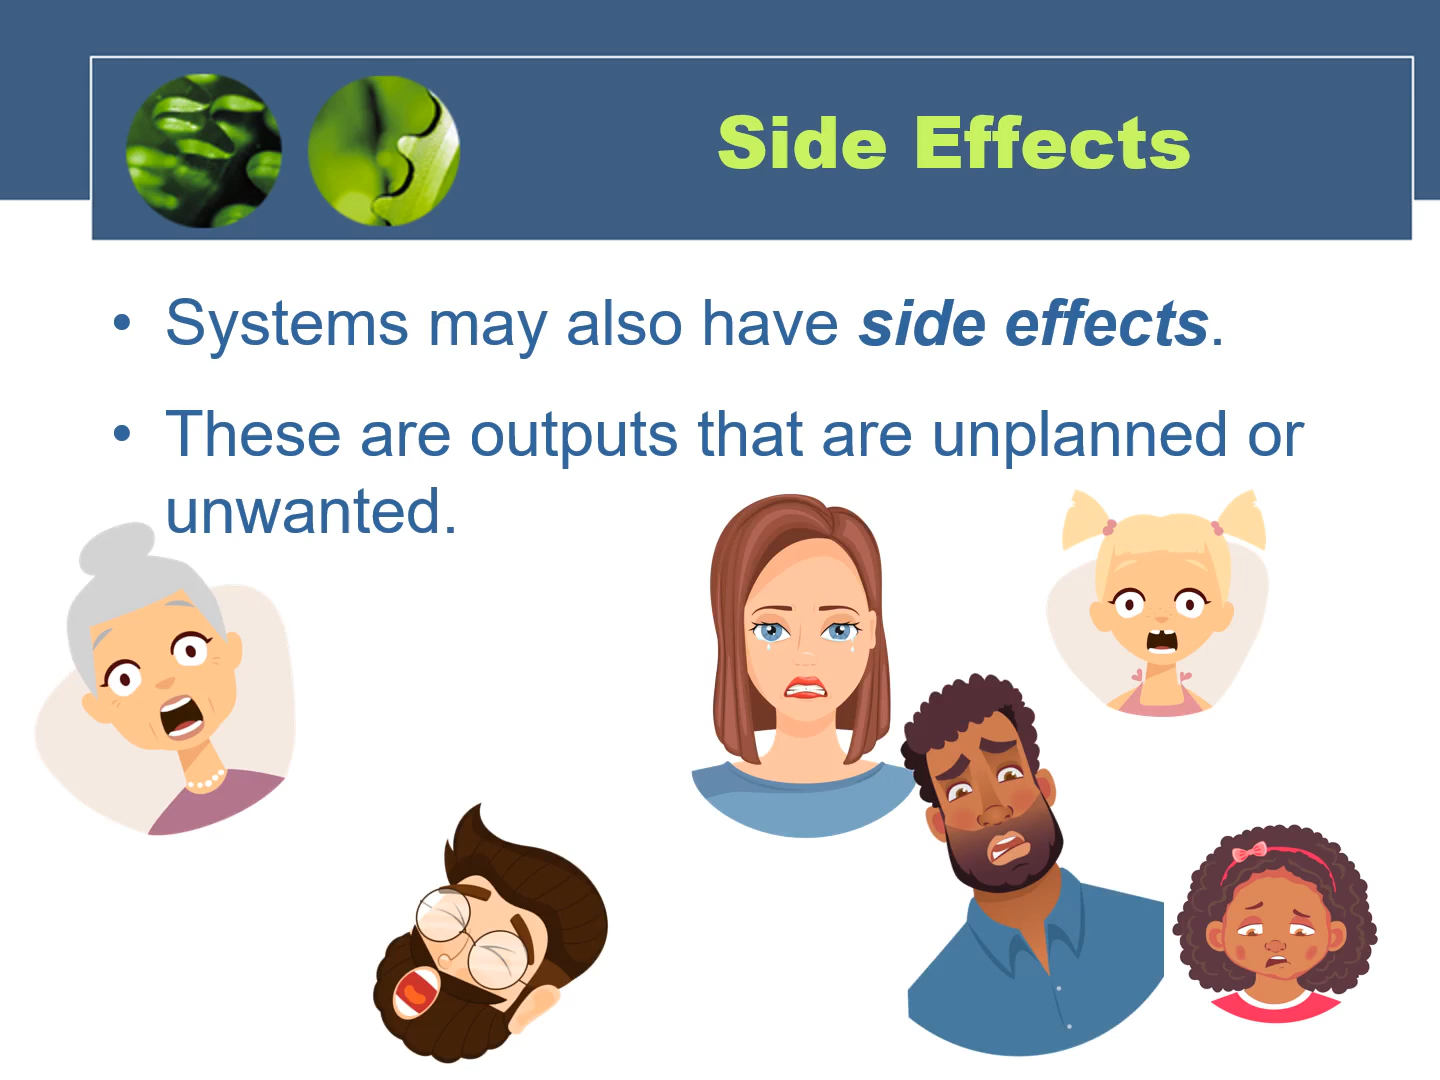 Side Effects
• Systems may also have side effects.
• These are outputs that are unplanned or
unwanted.